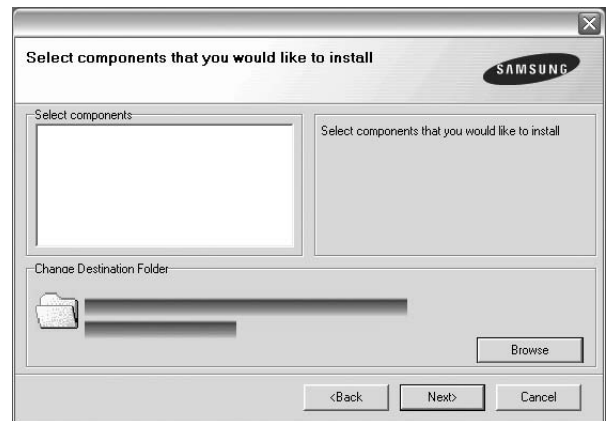 Select components that you would like to install
SAMSUNG
Select components
Select components that you would like to install
Change Destination Folder
Browse
<Back
Next>
Cancel